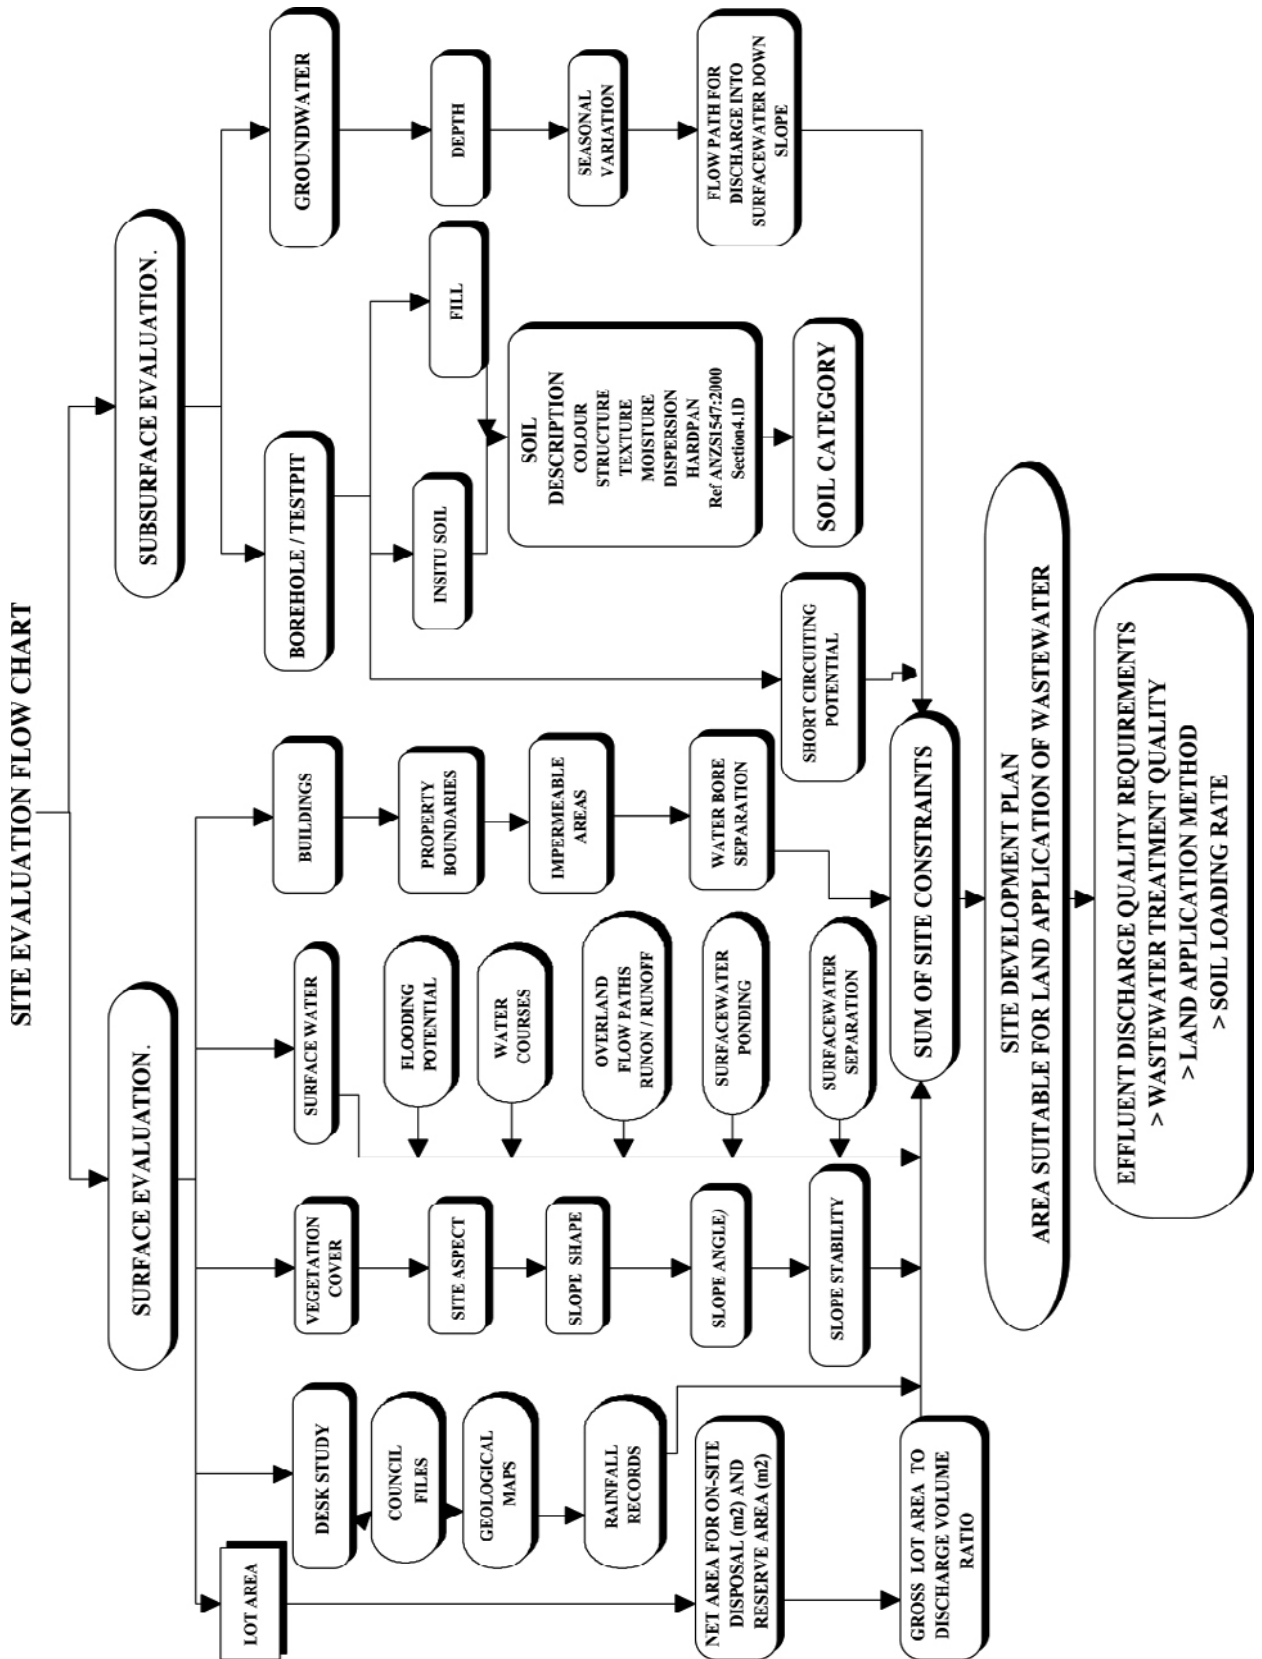 SITE EVALUATION FLOW CHART
SURFACE EVALUATION.
SUBSURFACE EVALUATION.
LOT AREA
NET AREA FOR ON-SITE
DISPOSAL (m2) AND
RESERVE AREA (m2)
GROSS LOT AREA TO
DISCHARGE VOLUME
RATIO
DESK STUDY
COUNCIL
FILES
GEOLOGICAL
MAPS
RAINFALL
RECORDS
VEGETATION
COVER
SITE ASPECT
SLOPE SHAPE
SLOPE ANGLE)
SLOPE STABILITY
SURFACE WATER
FLOODING
POTENTIAL
WATER
COURSES
OVERLAND
FLOW PATHS
RUNON / RUNOFF
SURFACEWATER
PONDING
SURFACEWATER
SEPARATION
BUILDINGS
PROPERTY
BOUNDARIES
IMPERMEABLE
AREAS
WATER BORE
SEPARATION
BOREHOLE / TESTPIT
INSITU SOIL
FILL
SOIL
DESCRIPTION
COLOUR
STRUCTURE
TEXTURE
MOISTURE
DISPERSION
HARDPAN
Ref ANZS1547:2000
Section4.1D
SOIL CATEGORY
SHORT CIRCUITING
POTENTIAL
GROUNDWATER
DEPTH
SEASONAL
VARIATION
FLOW PATH FOR
DISCHARGE INTO
SURFACEWATER DOWN
SLOPE
SUM OF SITE CONSTRAINTS
SITE DEVELOPMENT PLAN
AREA SUITABLE FOR LAND APPLICATION OF WASTEWATER
EFFLUENT DISCHARGE QUALITY REQUIREMENTS
> WASTEWATER TREATMENT QUALITY
> LAND APPLICATION METHOD
> SOIL LOADING RATE